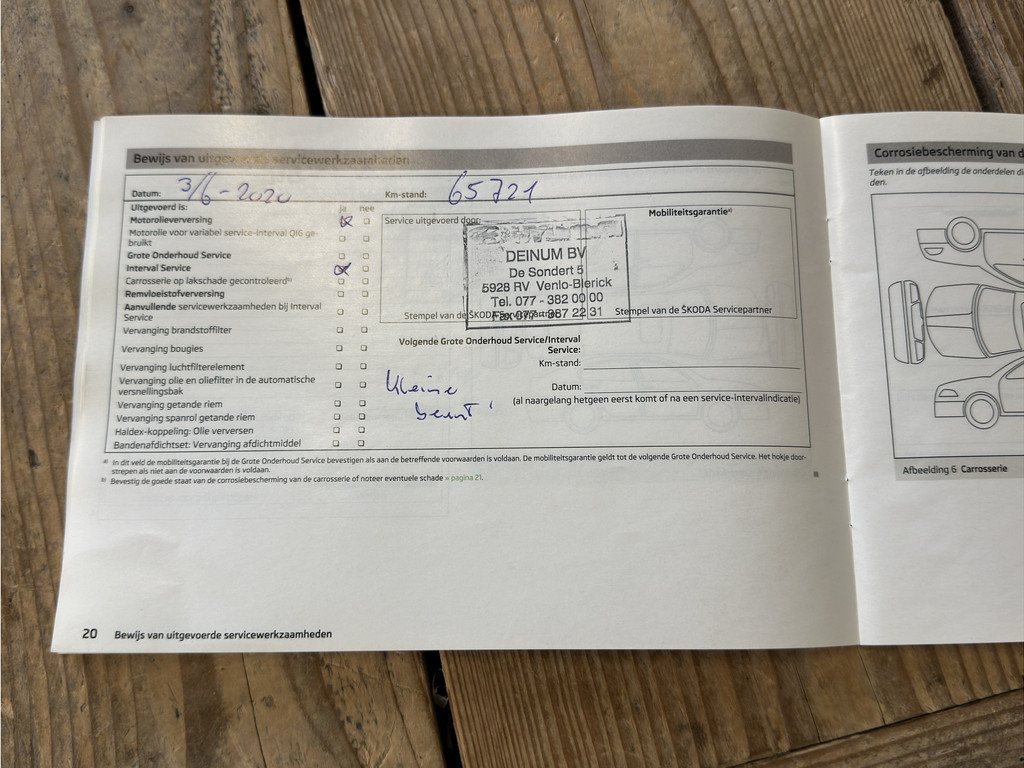 Bewijs van uitgevoerde servicewerkzaamheden
Datum: 3/6-2020
Km-stand: 65721
Uitgevoerd is: ja nee
Motorolieverversing
Motorolie voor variabel service-interval QI6 ge-
bruikt
Grote Onderhoud Service
Interval Service
Carrosserie op lakschade gecontroleerd b)
Remvloeistofverversing
Aanvullende servicewerkzaamheden bij Interval
Service
Vervanging brandstoffilter
Vervanging bougies
Vervanging luchtfilterelement
Vervanging olie en oliefilter in de automatische
versnellingsbak
Vervanging getande riem
Vervanging spanrol getande riem
Haldex-koppeling: Olie verversen
Bandenafdichtset: Vervanging afdichtmiddel
Service uitgevoerd door:
DEINUM BV
De Sondert 5
5928 RV Venlo-Blerick
Tel. 077 - 382 00 00
Fax 077 - 387 22 31
Stempel van de ŠKODA Servicepartner
Mobiliteitsgarantie a)
Stempel van de ŠKODA Servicepartner
Volgende Grote Onderhoud Service/Interval
Service:
Km-stand:
Datum:
(al naargelang hetgeen eerst komt of na een service-intervalindicatie)
Kleine
beurt
a) In dit veld de mobiliteitsgarantie bij de Grote Onderhoud Service bevestigen als aan de betreffende voorwaarden is voldaan. De mobiliteitsgarantie geldt tot de volgende Grote Onderhoud Service. Het hokje door-
strepen als niet aan de voorwaarden is voldaan.
b) Bevestig de goede staat van de corrosiebescherming van de carrosserie of noteer eventuele schade » pagina 21.
20 Bewijs van uitgevoerde servicewerkzaamheden
Corrosiebescherming van d
Teken in de afbeelding de onderdelen di
den.
Afbeelding 6 Carrosserie